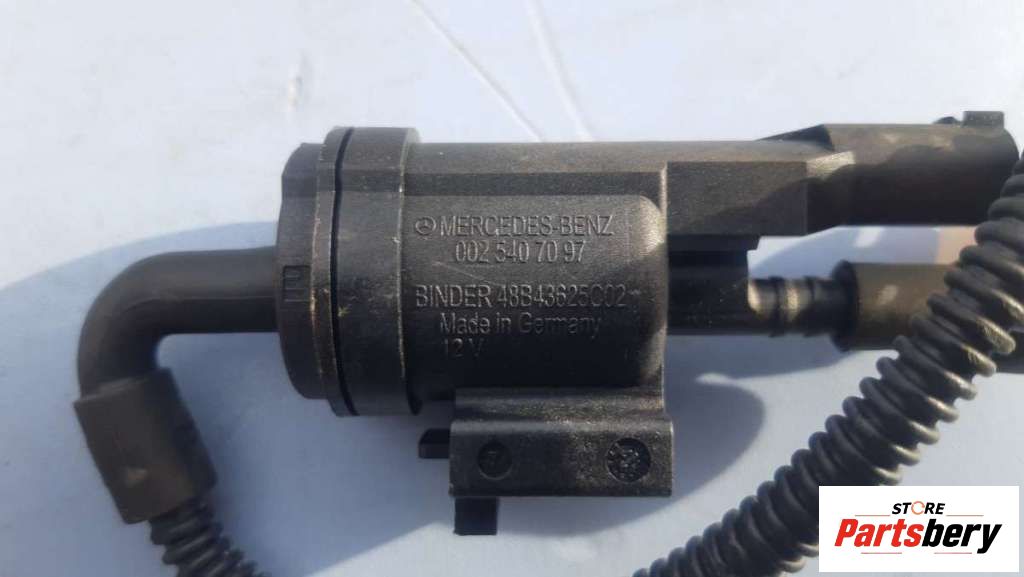 MERCEDES-BENZ
002 540 70 97
BINDER 48B43625C02
Made in Germany
12 V
STORE
Partsbery